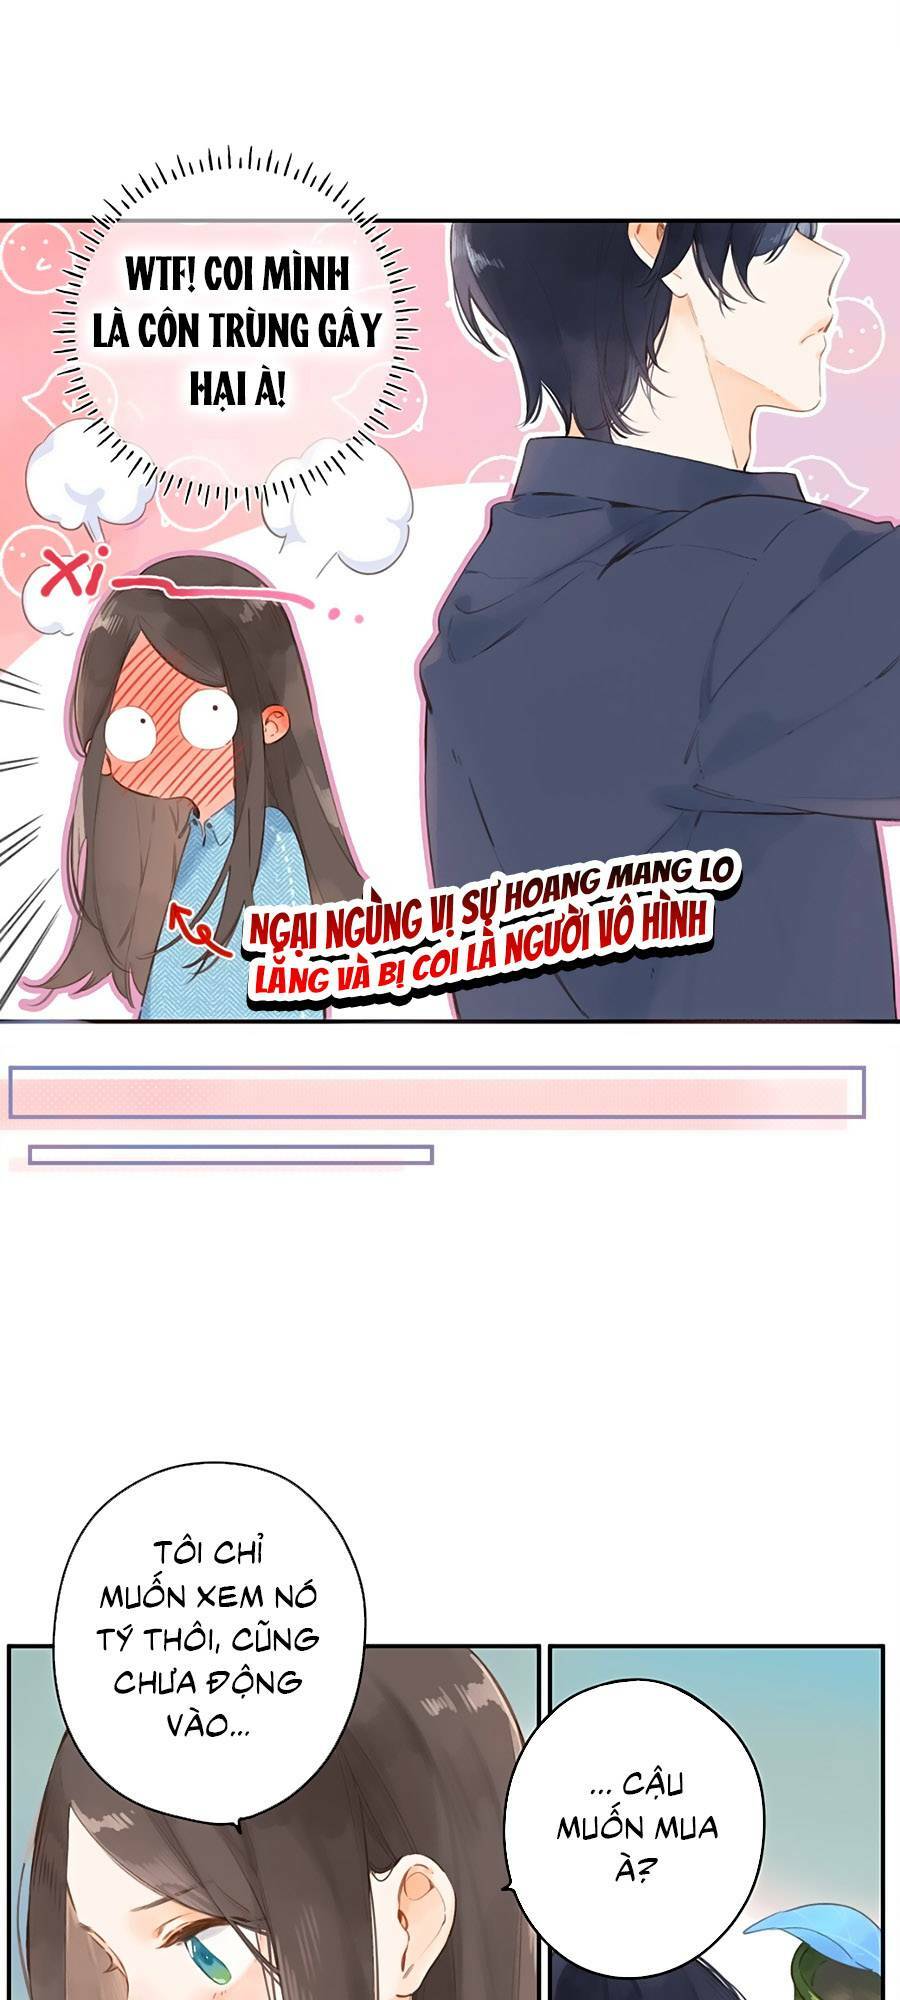 WTF! COI MÌNH
LÀ CÔN TRÙNG GÂY
HẠI À!
Xì
NGẠI NGÙNG VỊ SỰ HOANG MANG LO
LẮNG VÀ BỊ COI LÀ NGƯỜI VÔ HÌNH
TÔI CHỈ
MUỐN XEM NÓ
TÝ THÔI, CŨNG
CHƯA ĐỘNG
VÀO...
... CẬU
MUỐN MUA
À?